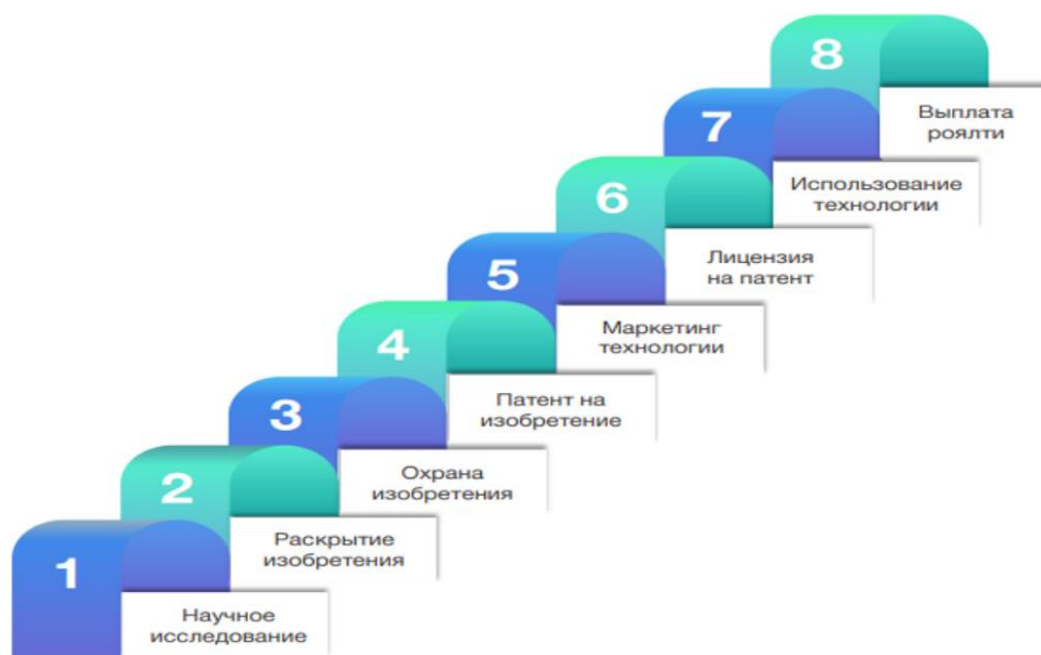 1
Научное
исследование
2
Раскрытие
изобретения
3
Охрана
изобретения
4
Патент на
изобретение
5
Маркетинг
технологии
6
Лицензия
на патент
7
Использование
технологии
8
Выплата
роялти